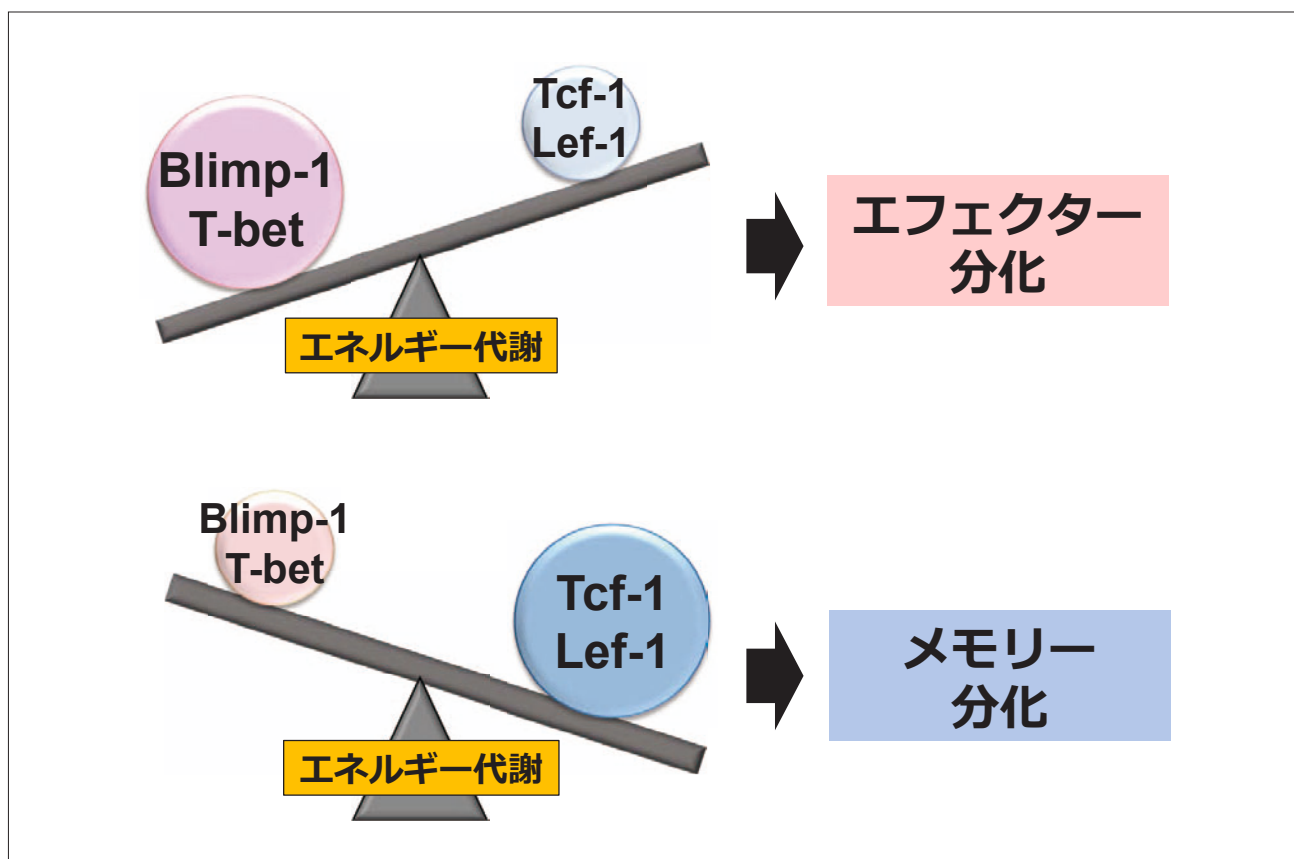 Blimp-1
T-bet
Tcf-1
Lef-1
エネルギー代謝
エフェクター
分化
Blimp-1
T-bet
Tcf-1
Lef-1
エネルギー代謝
メモリー
分化